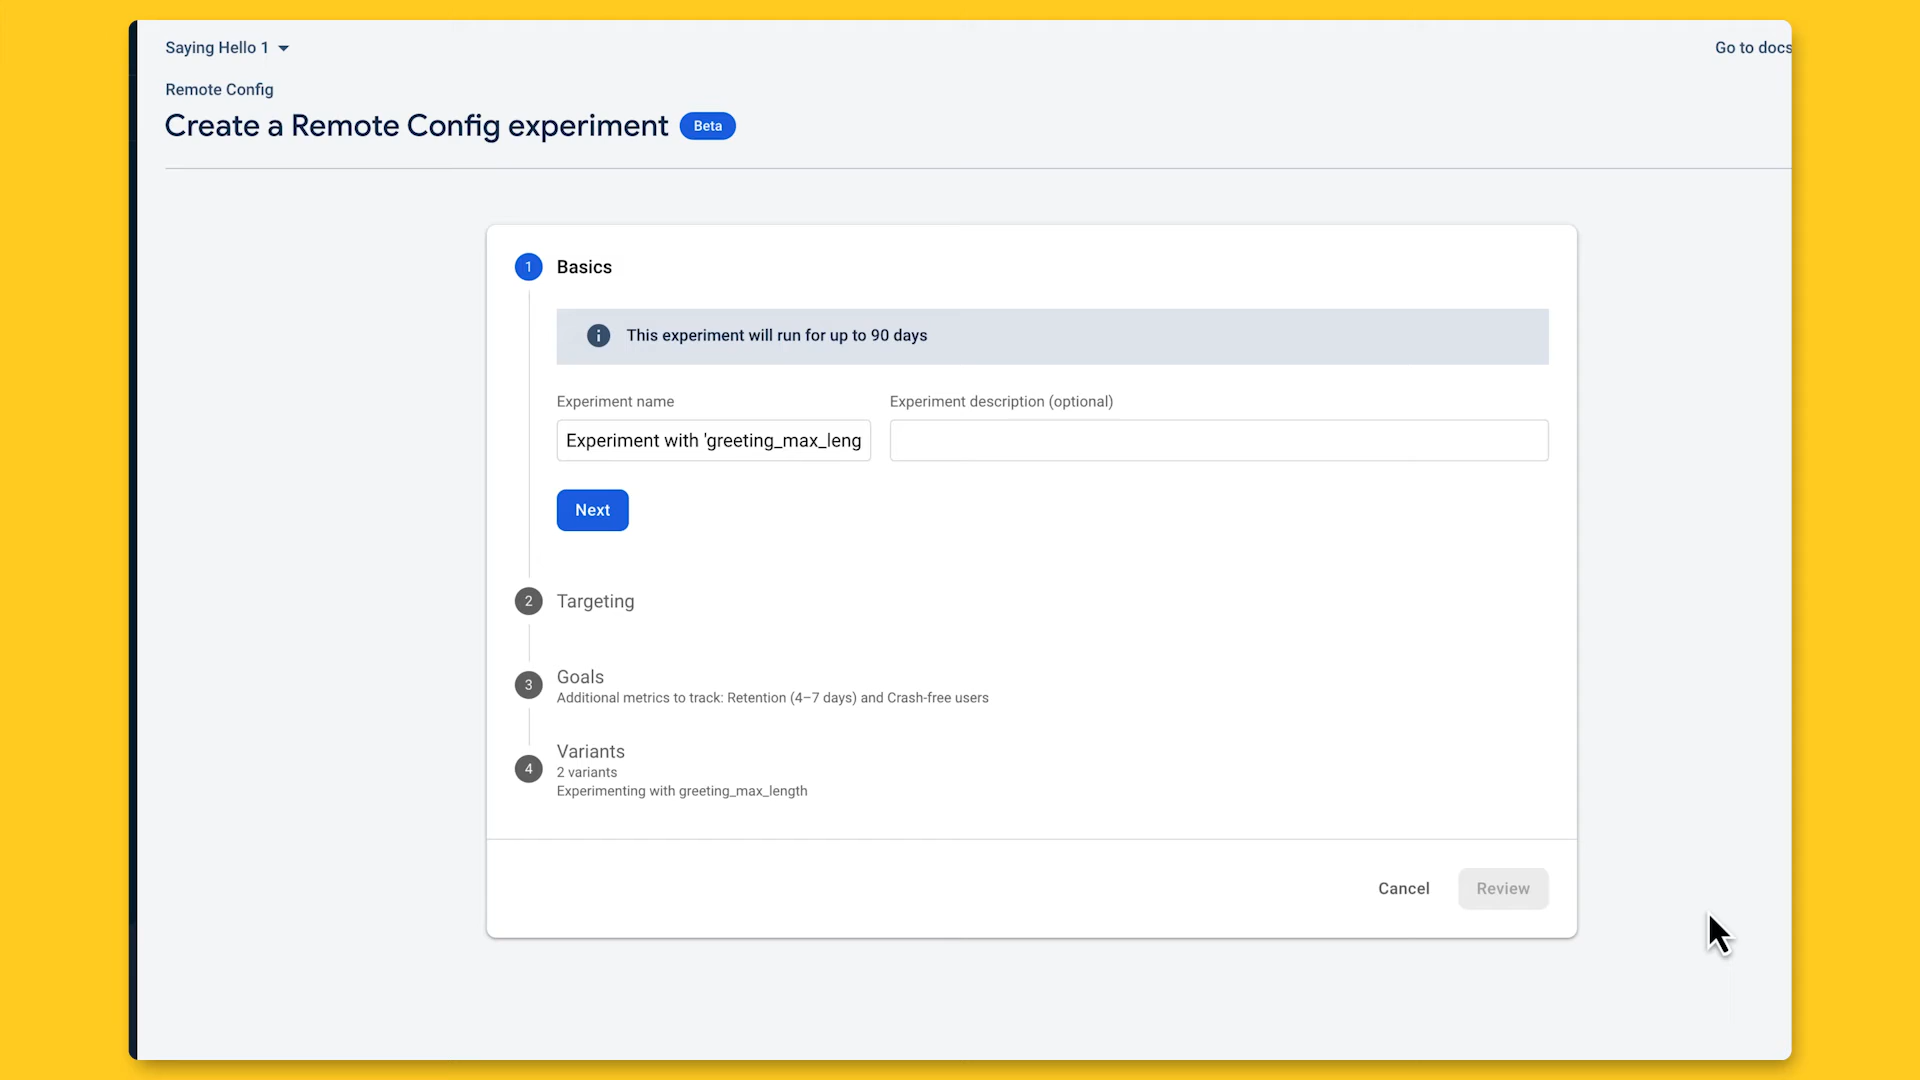 Saying Hello 1
Go to docs
Remote Config
Create a Remote Config experiment Beta
1 Basics
This experiment will run for up to 90 days
Experiment name
Experiment description (optional)
Experiment with 'greeting_max_leng
Next
2 Targeting
3 Goals
Additional metrics to track: Retention (4–7 days) and Crash-free users
4 Variants
2 variants
Experimenting with greeting_max_length
Cancel
Review